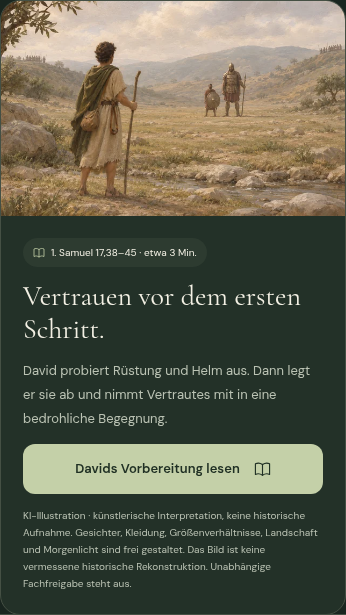 1. Samuel 17,38–45 · etwa 3 Min.
Vertrauen vor dem ersten
Schritt.
David probiert Rüstung und Helm aus. Dann legt
er sie ab und nimmt Vertrautes mit in eine
bedrohliche Begegnung.
Davids Vorbereitung lesen
KI-Illustration · künstlerische Interpretation, keine historische
Aufnahme. Gesichter, Kleidung, Größenverhältnisse, Landschaft
und Morgenlicht sind frei gestaltet. Das Bild ist keine
vermessene historische Rekonstruktion. Unabhängige
Fachfreigabe steht aus.